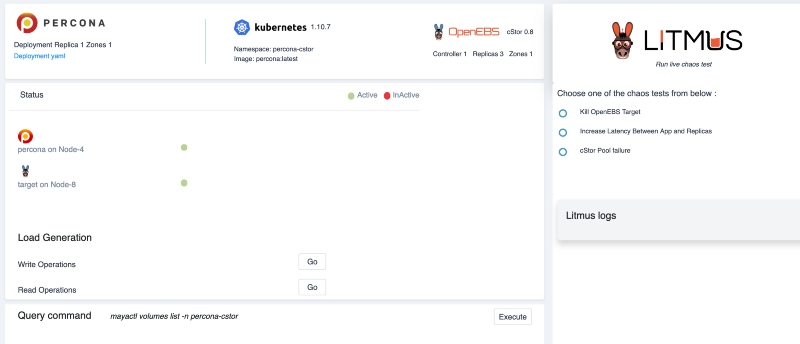 PERCONA
Deployment Replica 1 Zones 1
Deployment yaml
kubernetes 1.10.7
Namespace: percona-cstor
Image: percona:latest
OpenEBS cStor 0.8
Controller 1 Replicas 3 Zones 1
Status
Active InActive
percona on Node-4
target on Node-8
Load Generation
Write Operations Go
Read Operations Go
Query command mayactl volumes list -n percona-cstor Execute
LITMUS
Run live chaos test
Choose one of the chaos tests from below :
Kill OpenEBS Target
Increase Latency Between App and Replicas
cStor Pool failure
Litmus logs